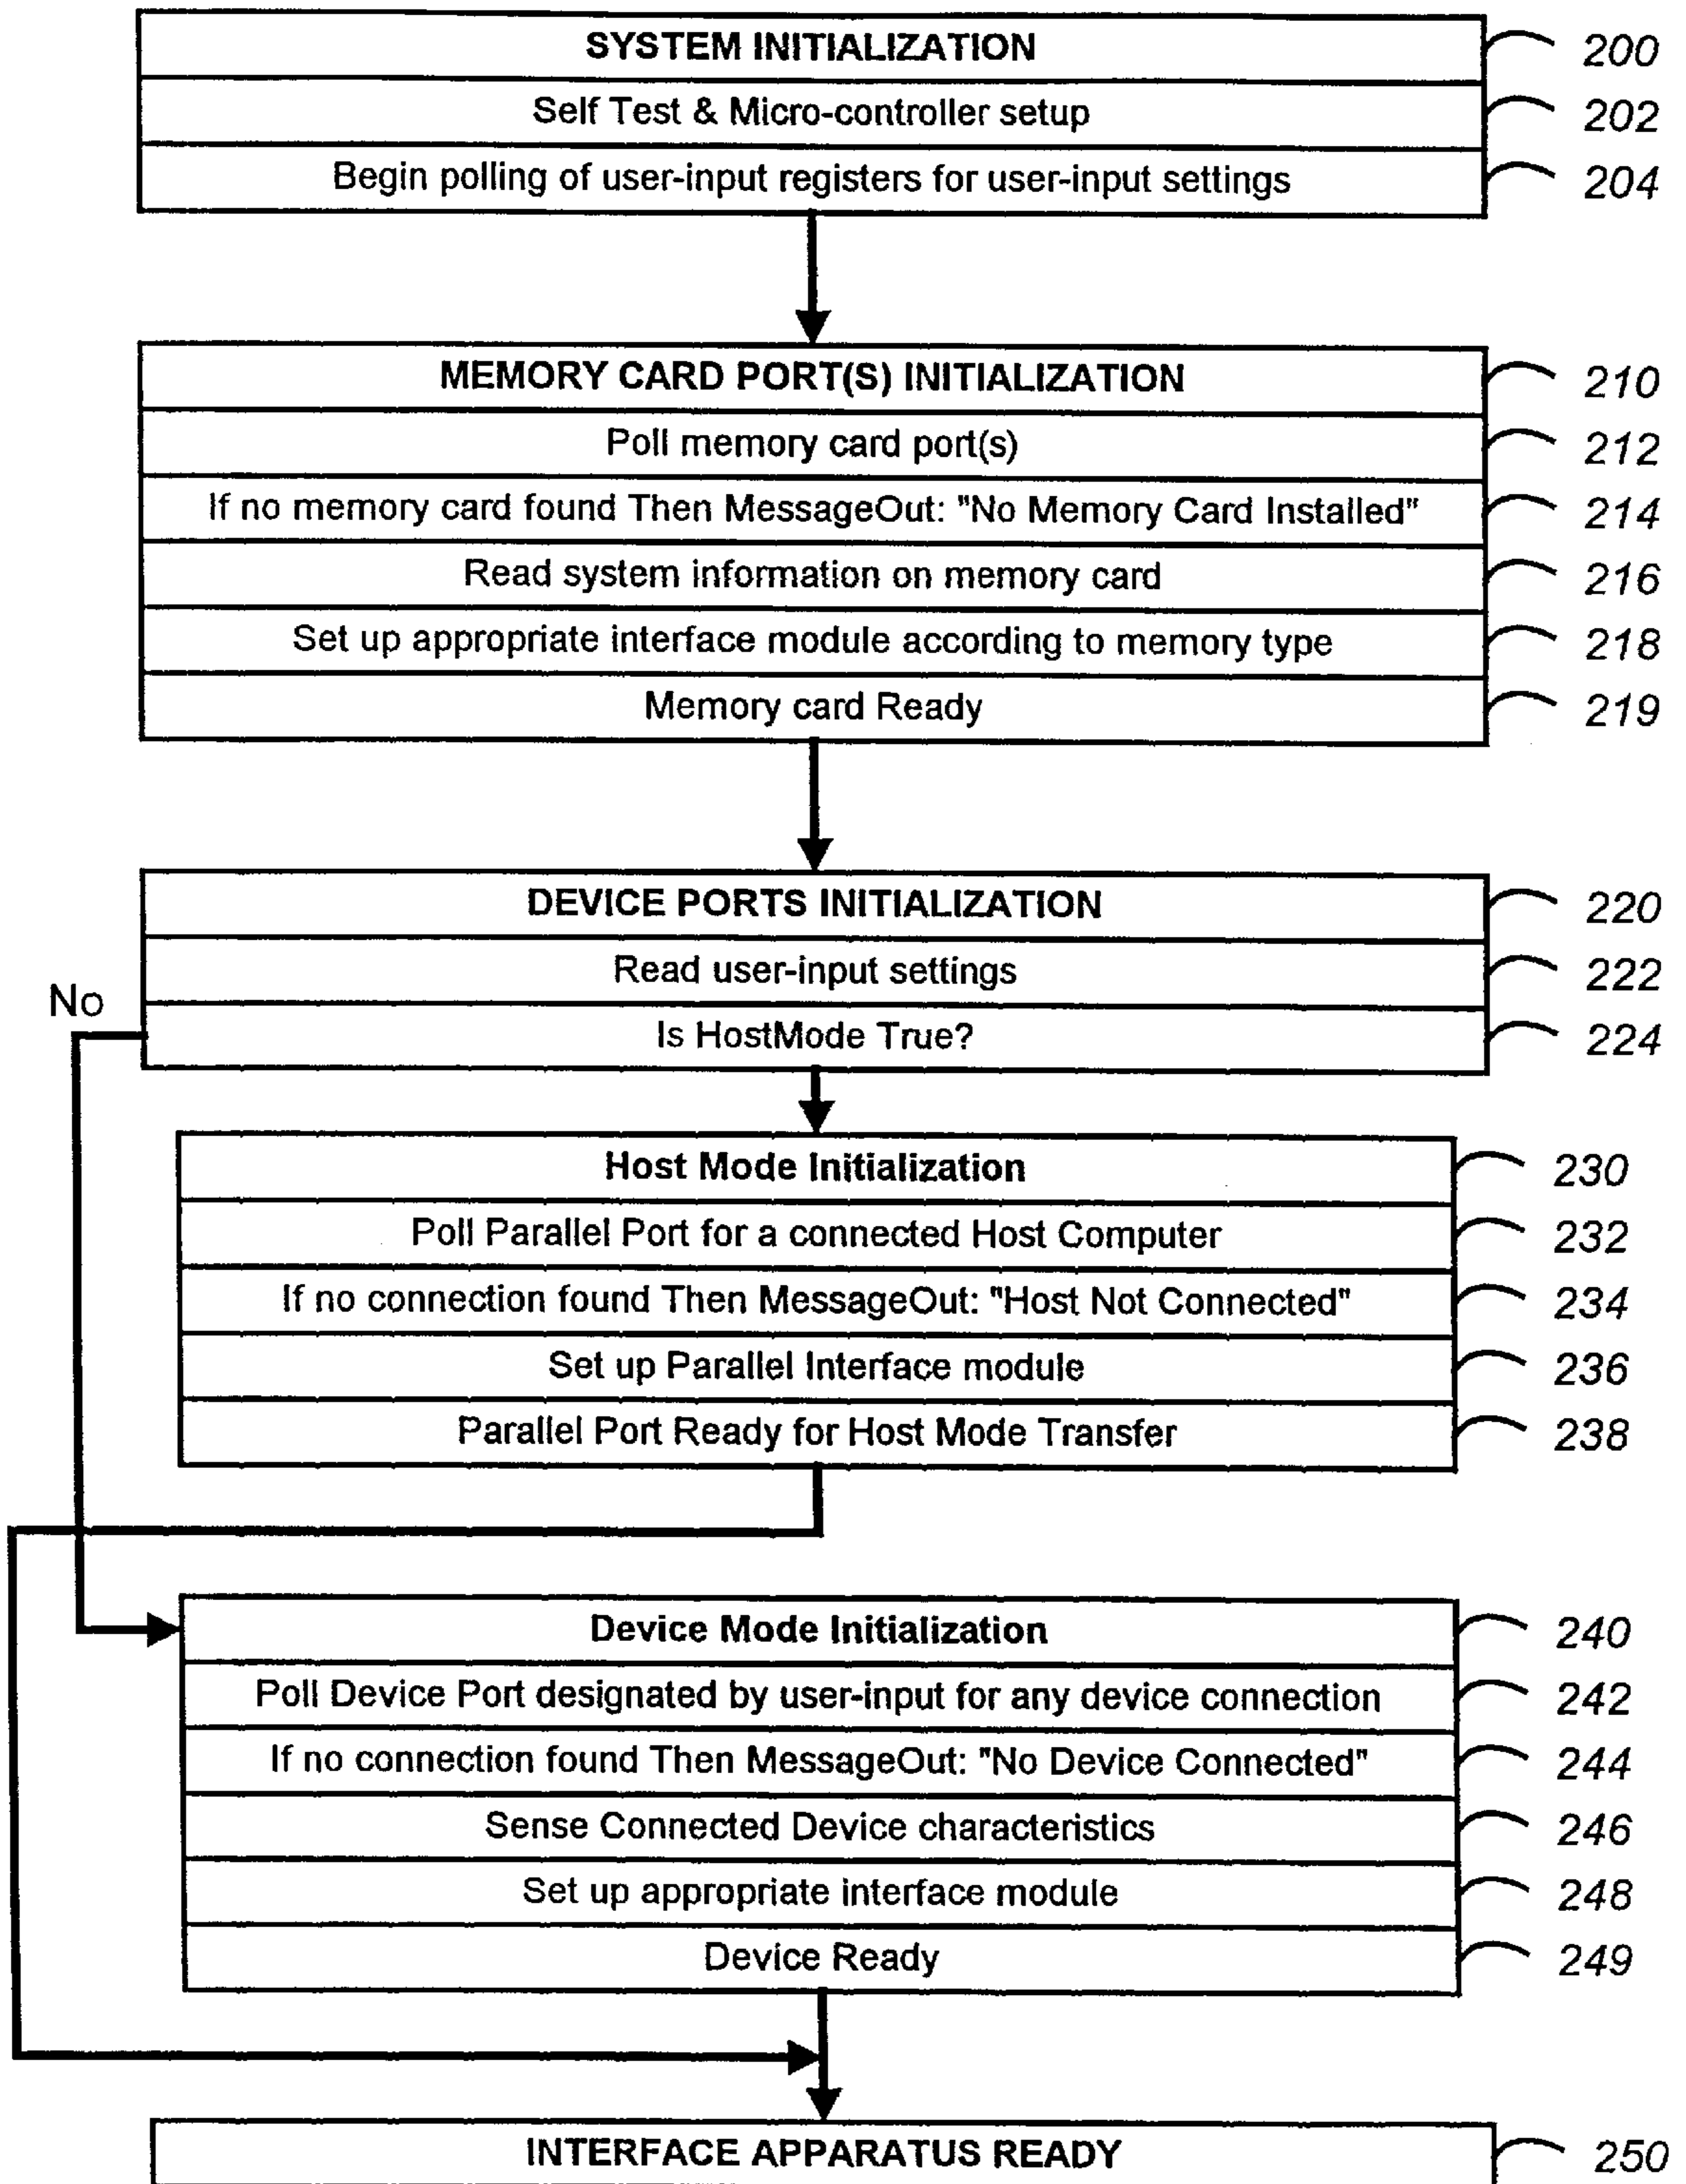 SYSTEM INITIALIZATION 200
Self Test & Micro-controller setup 202
Begin polling of user-input registers for user-input settings 204
MEMORY CARD PORT(S) INITIALIZATION 210
Poll memory card port(s) 212
If no memory card found Then MessageOut: "No Memory Card Installed" 214
Read system information on memory card 216
Set up appropriate interface module according to memory type 218
Memory card Ready 219
DEVICE PORTS INITIALIZATION 220
Read user-input settings 222
No
Is HostMode True? 224
Host Mode Initialization 230
Poll Parallel Port for a connected Host Computer 232
If no connection found Then MessageOut: "Host Not Connected" 234
Set up Parallel Interface module 236
Parallel Port Ready for Host Mode Transfer 238
Device Mode Initialization 240
Poll Device Port designated by user-input for any device connection 242
If no connection found Then MessageOut: "No Device Connected" 244
Sense Connected Device characteristics 246
Set up appropriate interface module 248
Device Ready 249
INTERFACE APPARATUS READY 250